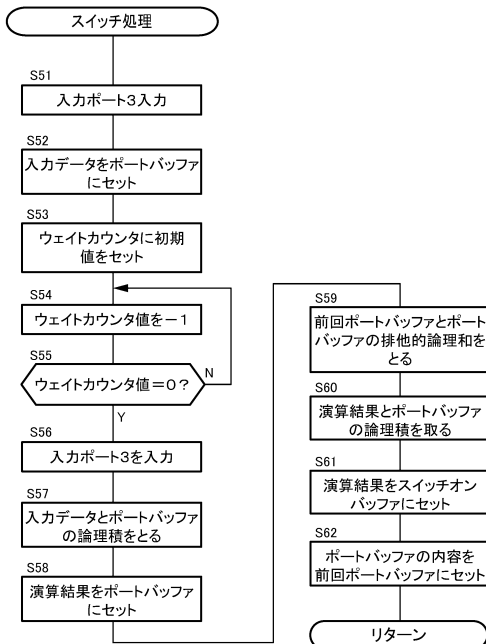 スイッチ処理
S51
入力ポート3入力
S52
入力データをポートバッファ
にセット
S53
ウェイトカウンタに初期
値をセット
S54
ウェイトカウンタ値を－1
S55
ウェイトカウンタ値＝0？
N
Y
S56
入力ポート3を入力
S57
入力データとポートバッファ
の論理積をとる
S58
演算結果をポートバッファ
にセット
S59
前回ポートバッファとポート
バッファの排他的論理和を
とる
S60
演算結果とポートバッファ
の論理積を取る
S61
演算結果をスイッチオン
バッファにセット
S62
ポートバッファの内容を
前回ポートバッファにセット
リターン